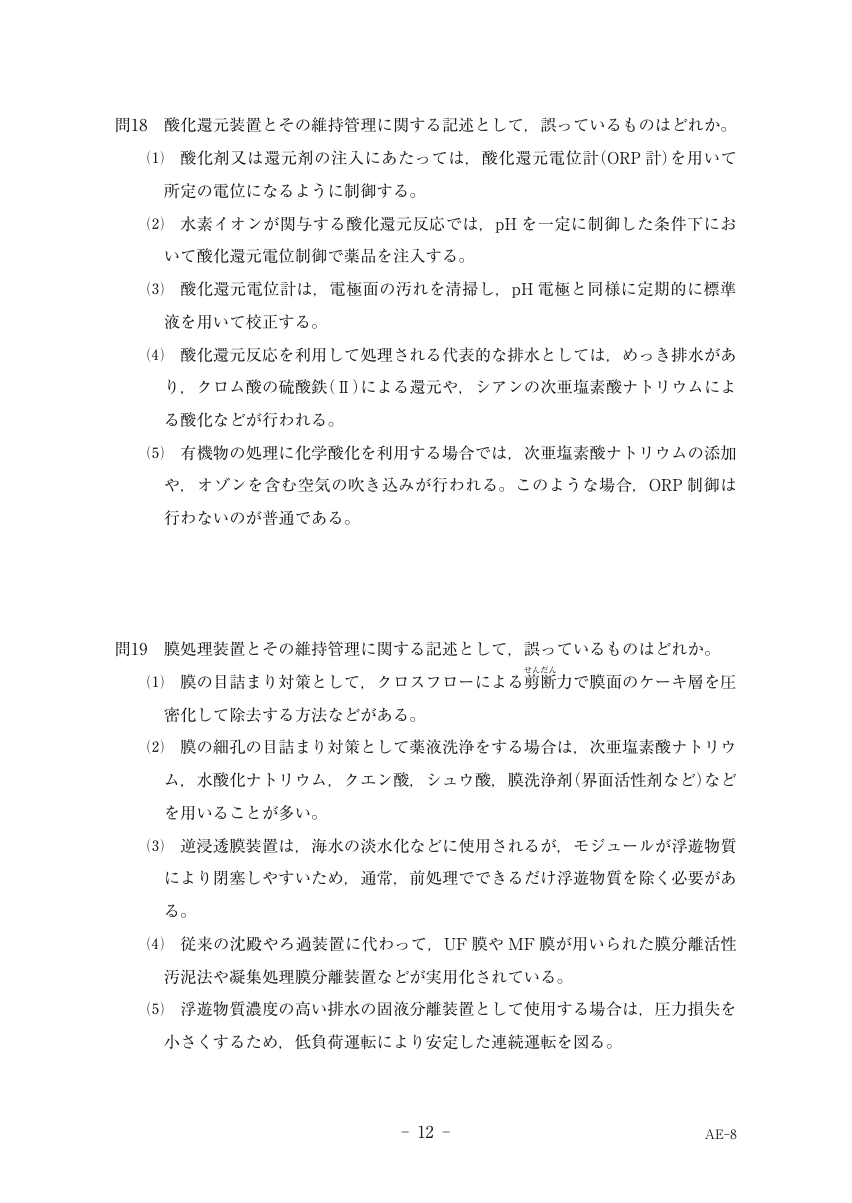 問18　酸化還元装置とその維持管理に関する記述として，誤っているものはどれか。
⑴　酸化剤又は還元剤の注入にあたっては，酸化還元電位計(ORP 計)を用いて
所定の電位になるように制御する。
⑵　水素イオンが関与する酸化還元反応では，pH を一定に制御した条件下にお
いて酸化還元電位制御で薬品を注入する。
⑶　酸化還元電位計は，電極面の汚れを清掃し，pH 電極と同様に定期的に標準
液を用いて校正する。
⑷　酸化還元反応を利用して処理される代表的な排水としては，めっき排水があ
り，クロム酸の硫酸鉄(Ⅱ)による還元や，シアンの次亜塩素酸ナトリウムによ
る酸化などが行われる。
⑸　有機物の処理に化学酸化を利用する場合では，次亜塩素酸ナトリウムの添加
や，オゾンを含む空気の吹き込みが行われる。このような場合，ORP 制御は
行わないのが普通である。
問19　膜処理装置とその維持管理に関する記述として，誤っているものはどれか。
せんだん
⑴　膜の目詰まり対策として，クロスフローによる剪断力で膜面のケーキ層を圧
密化して除去する方法などがある。
⑵　膜の細孔の目詰まり対策として薬液洗浄をする場合は，次亜塩素酸ナトリウ
ム，水酸化ナトリウム，クエン酸，シュウ酸，膜洗浄剤(界面活性剤など)など
を用いることが多い。
⑶　逆浸透膜装置は，海水の淡水化などに使用されるが，モジュールが浮遊物質
により閉塞しやすいため，通常，前処理でできるだけ浮遊物質を除く必要があ
る。
⑷　従来の沈殿やろ過装置に代わって，UF 膜や MF 膜が用いられた膜分離活性
汚泥法や凝集処理膜分離装置などが実用化されている。
⑸　浮遊物質濃度の高い排水の固液分離装置として使用する場合は，圧力損失を
小さくするため，低負荷運転により安定した連続運転を図る。
－ 12 －
AE-8